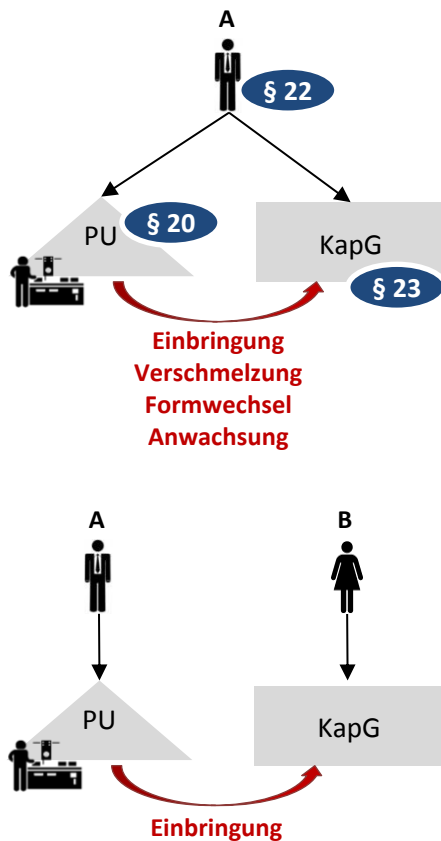 A
§ 22
PU
§ 20
KapG
§ 23
Einbringung
Verschmelzung
Formwechsel
Anwachsung
A
B
PU
KapG
Einbringung